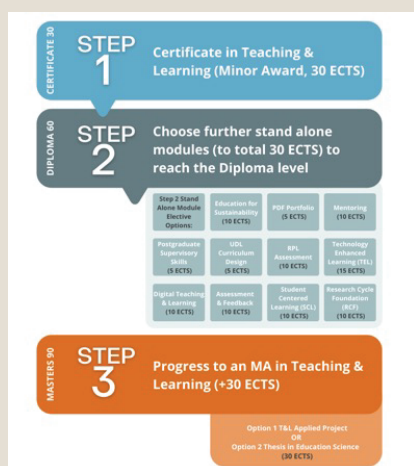 CERTIFICATE 30
STEP
1
Certificate in Teaching &
Learning (Minor Award, 30 ECTS)
DIPLOMA 60
STEP
2
Choose further stand alone
modules (to total 30 ECTS) to
reach the Diploma level
Step 2 Stand
Alone Module
Elective
Options:
Education for
Sustainability
(10 ECTS)
PDF Portfolio
(5 ECTS)
Mentoring
(10 ECTS)
Postgraduate
Supervisory
Skills
(5 ECTS)
UDL
Curriculum
Design
(5 ECTS)
RPL
Assessment
(10 ECTS)
Technology
Enhanced
Learning (TEL)
(15 ECTS)
Digital Teaching
& Learning
(10 ECTS)
Assessment
& Feedback
(10 ECTS)
Student
Centered
Learning (SCL)
(10 ECTS)
Research Cycle
Foundation
(RCF)
(10 ECTS)
MASTERS 90
STEP
3
Progress to an MA in Teaching &
Learning (+30 ECTS)
Option 1 T&L Applied Project
OR
Option 2 Thesis in Education Science
(30 ECTS)